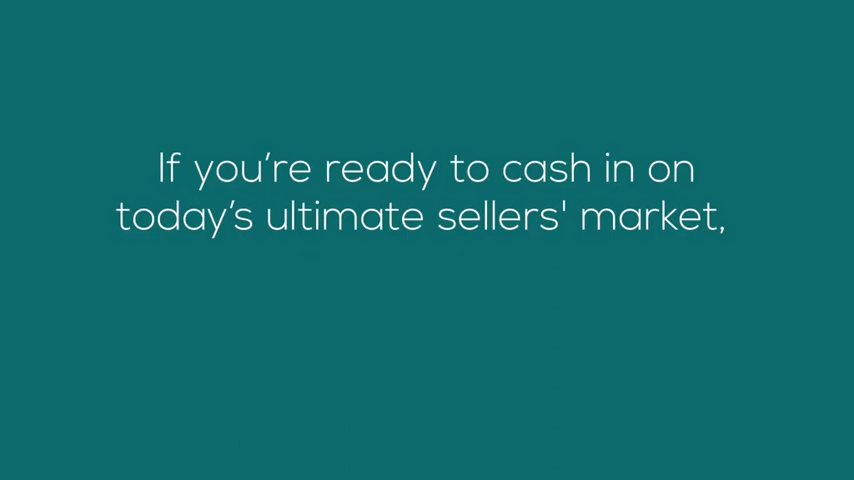 If you’re ready to cash in on
today’s ultimate sellers' market,